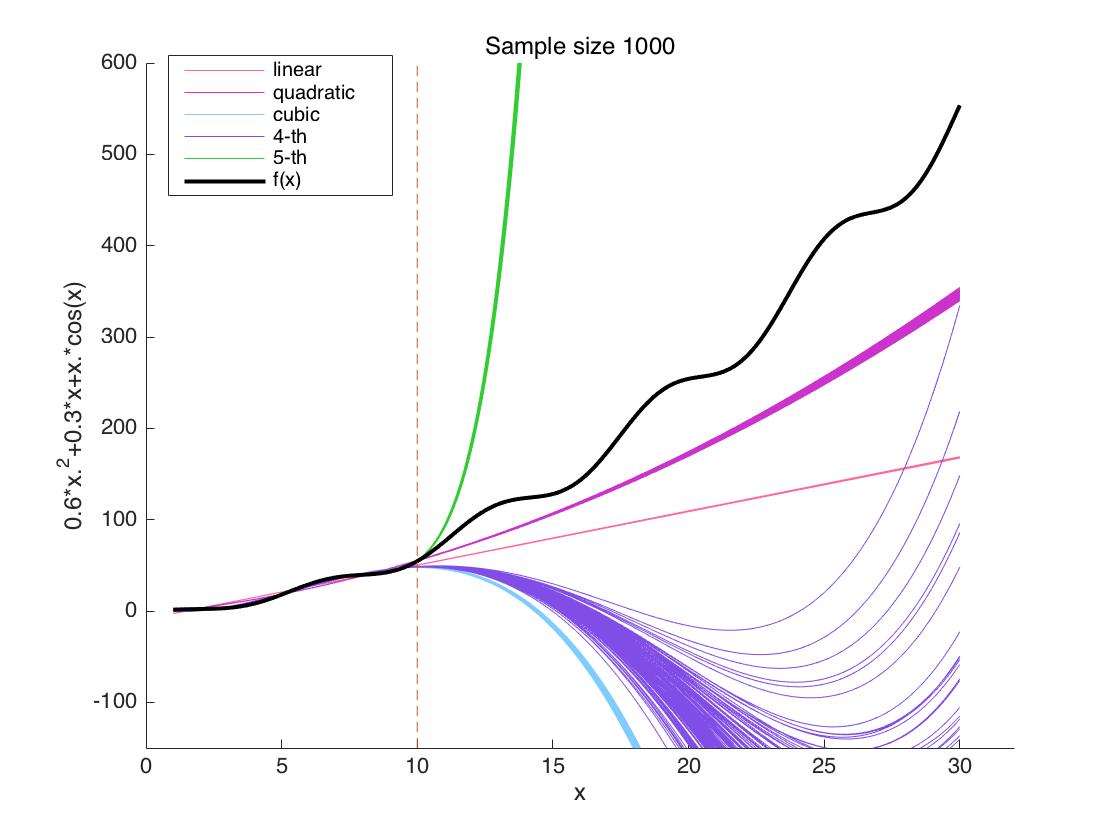 Sample size 1000
linear
quadratic
cubic
4-th
5-th
f(x)
600
500
400
300
200
100
0
-100
0.6*x.²+0.3*x+x.*cos(x)
0 5 10 15 20 25 30
x